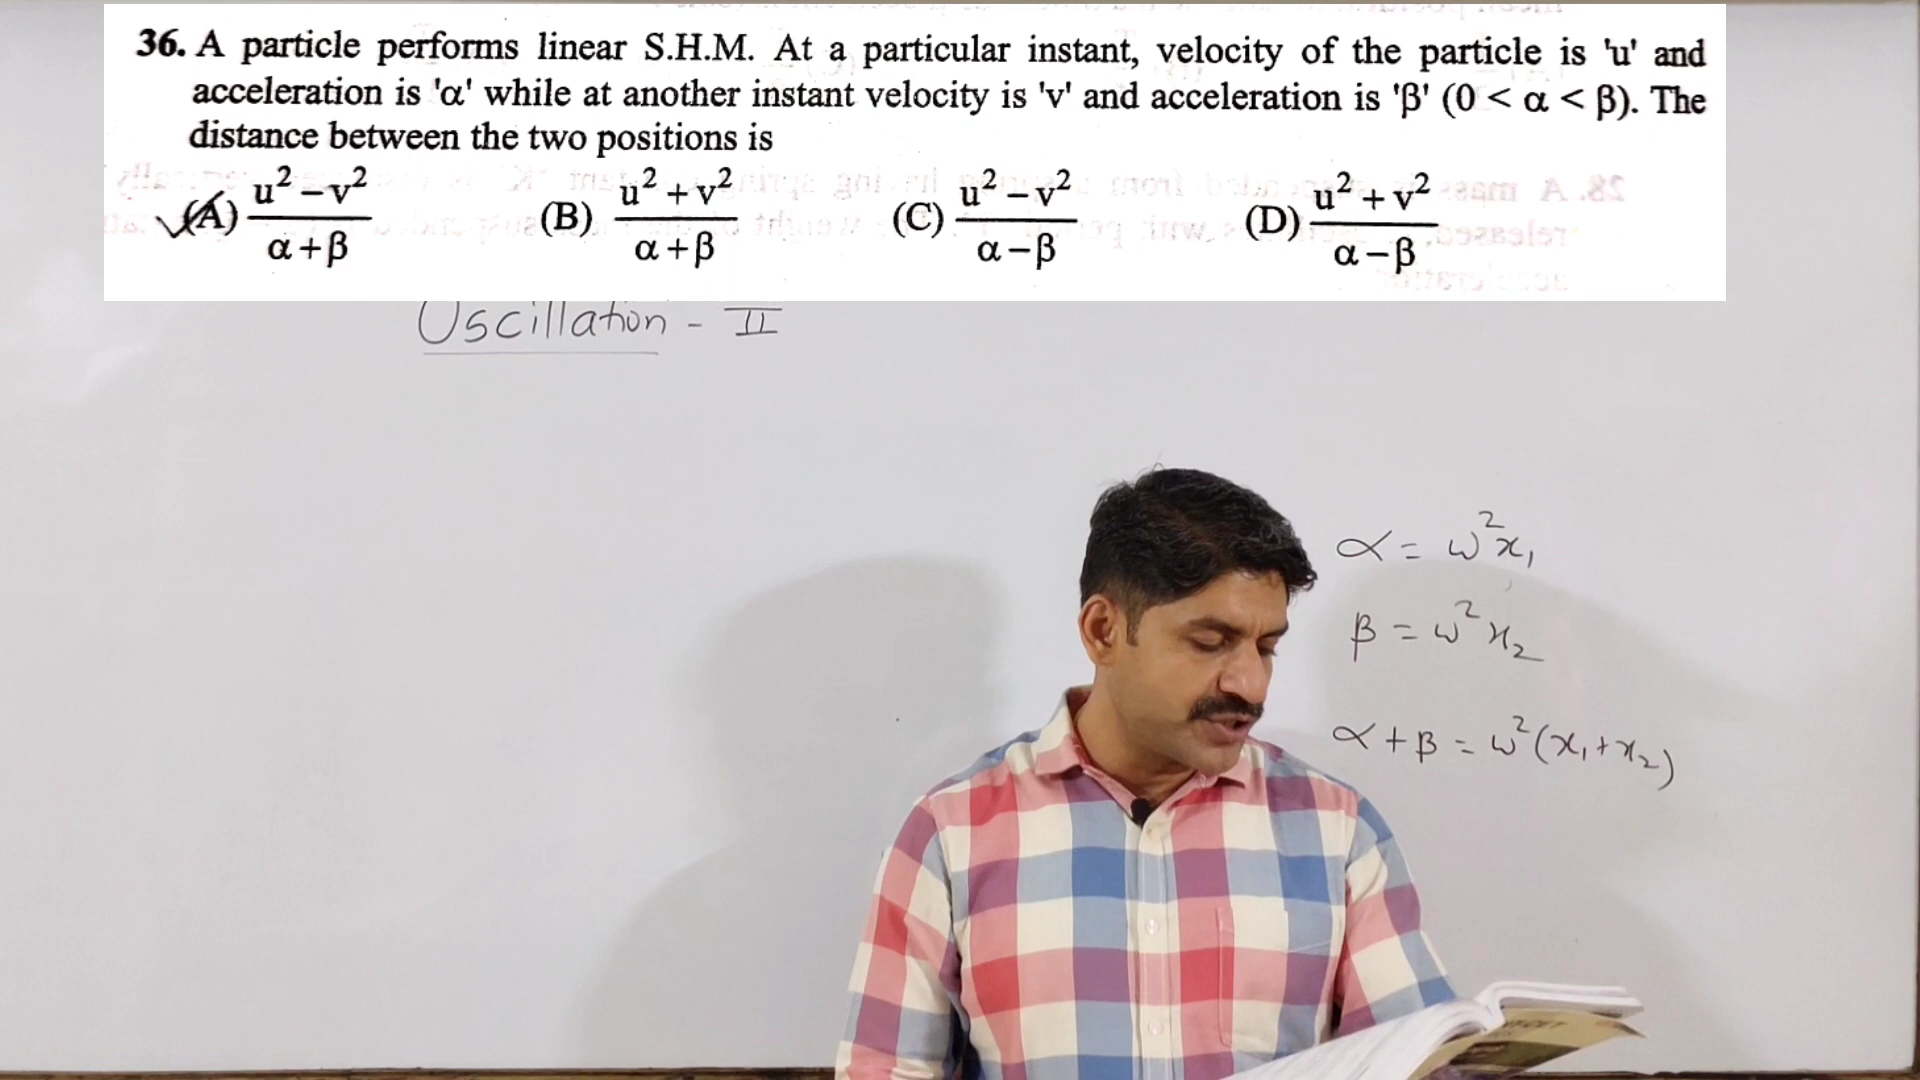 36. A particle performs linear S.H.M. At a particular instant, velocity of the particle is 'u' and
acceleration is 'α' while at another instant velocity is 'v' and acceleration is 'β' (0 < α < β). The
distance between the two positions is
(A) (u² – v²)/(α + β) (B) (u² + v²)/(α + β) (C) (u² – v²)/(α – β) (D) (u² + v²)/(α – β)
Oscillation - II
α = ω²x₁
β = ω²x₂
α + β = ω²(x₁ + x₂)